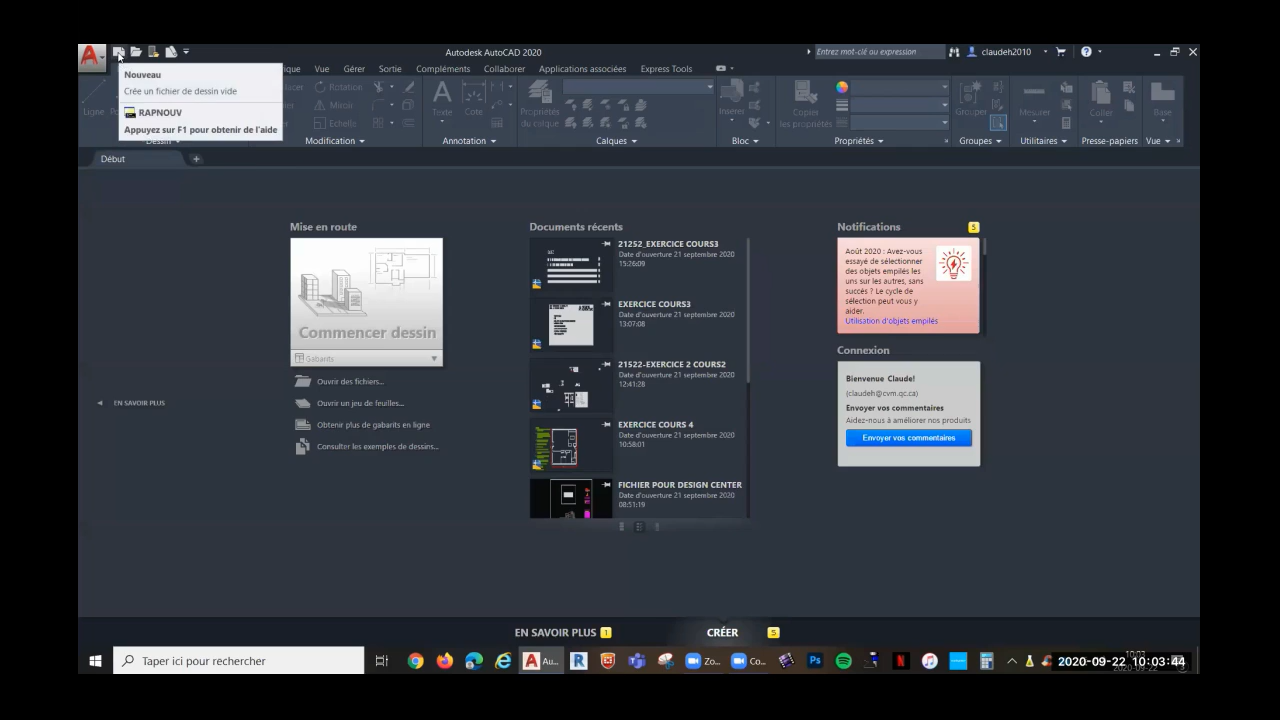 Autodesk AutoCAD 2020
Entrez mot-clé ou expression
claudeh2010
Nouveau
Crée un fichier de dessin vide
RAPNOUV
Appuyez sur F1 pour obtenir de l'aide
ique Vue Gérer Sortie Compléments Collaborer Applications associées Express Tools
Ligne
acer Rotation
Miroir
Echelle
Texte Cote
Propriétés du calque
Insérer
Copier les propriétés
Grouper
Mesurer
Coller
Base
Dessin Modification Annotation Calques Bloc Propriétés Groupes Utilitaires Presse-papiers Vue
Début
Mise en route
Commencer dessin
Gabarits
Ouvrir des fichiers...
Ouvrir un jeu de feuilles...
Obtenir plus de gabarits en ligne
Consulter les exemples de dessins...
EN SAVOIR PLUS
Documents récents
21252_EXERCICE COURS3
Date d'ouverture 21 septembre 2020
15:26:09
EXERCICE COURS3
Date d'ouverture 21 septembre 2020
13:07:08
21522-EXERCICE 2 COURS2
Date d'ouverture 21 septembre 2020
12:41:28
EXERCICE COURS 4
Date d'ouverture 21 septembre 2020
10:58:01
FICHIER POUR DESIGN CENTER
Date d'ouverture 21 septembre 2020
08:51:19
Notifications 5
Août 2020 : Avez-vous
essayé de sélectionner
des objets empilés les
uns sur les autres, sans
succès ? Le cycle de
sélection peut vous y
aider.
Utilisation d'objets empilés
Connexion
Bienvenue Claude!
(claudeh@cvm.qc.ca)
Envoyer vos commentaires
Aidez-nous à améliorer nos produits
Envoyer vos commentaires
EN SAVOIR PLUS 1 CRÉER 5
Taper ici pour rechercher
Au... Zo... Co...
2020-09-22 10:03:44